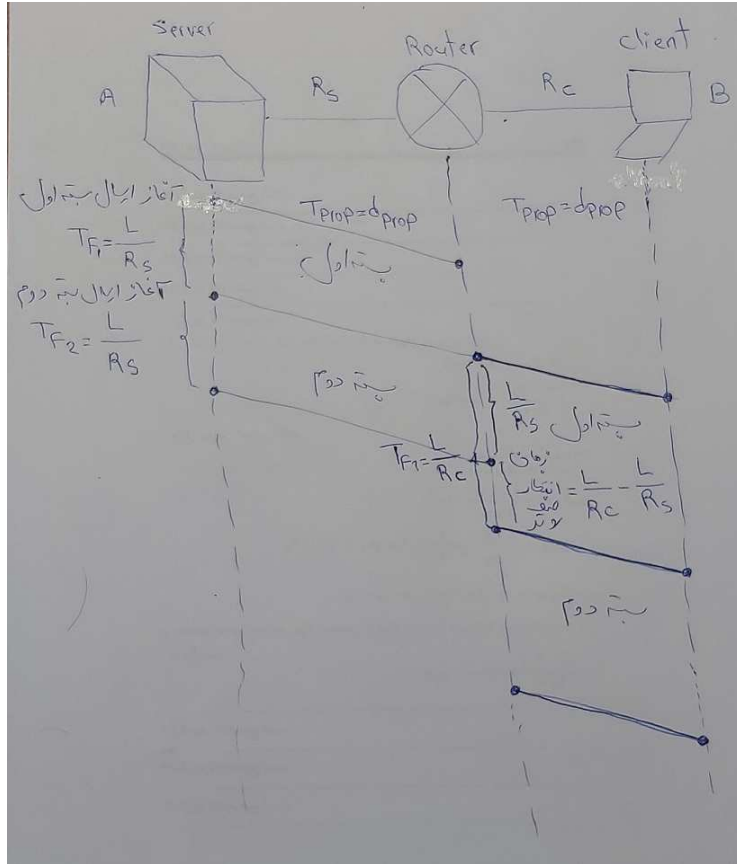 Server
Router
client
A
Rs
Rc
B
آغاز ارسال بسته اول
Tprop=dprop
Tprop=dprop
TF1=L/Rs
بسته اول
آغاز ارسال بسته دوم
TF2=L/Rs
بسته دوم
L/Rs بسته اول
TF1=L/Rc
زمان
انتظار = L/Rc - L/Rs
صف
روتر
بسته دوم